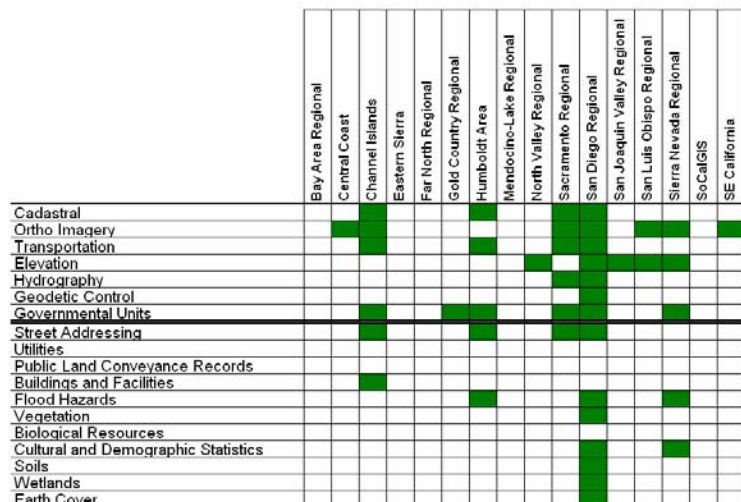 Bay Area Regional
Central Coast
Channel Islands
Eastern Sierra
Far North Regional
Gold Country Regional
Humboldt Area
Mendocino-Lake Regional
North Valley Regional
Sacramento Regional
San Diego Regional
San Joaquin Valley Regional
San Luis Obispo Regional
Sierra Nevada Regional
SoCalGIS
SE California
Cadastral
Ortho Imagery
Transportation
Elevation
Hydrography
Geodetic Control
Governmental Units
Street Addressing
Utilities
Public Land Conveyance Records
Buildings and Facilities
Flood Hazards
Vegetation
Biological Resources
Cultural and Demographic Statistics
Soils
Wetlands
Earth Cover